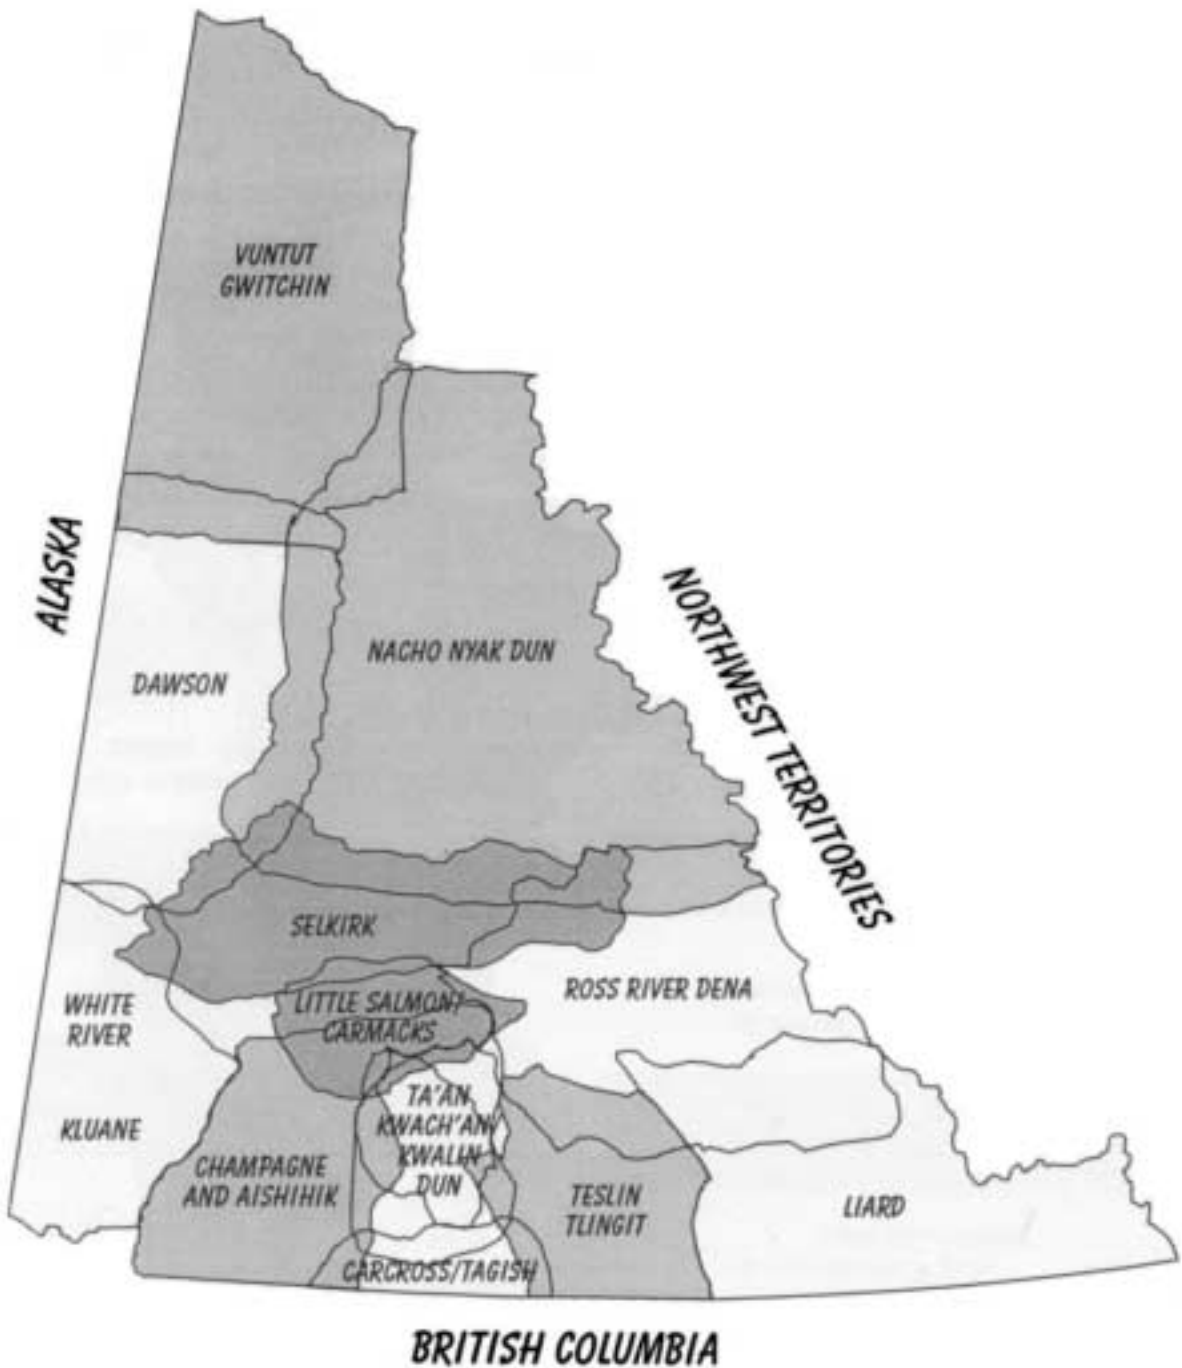 VUNTUT
GWITCHIN
ALASKA
NORTHWEST TERRITORIES
NACHO NYAK DUN
DAWSON
SELKIRK
ROSS RIVER DENA
WHITE
RIVER
LITTLE SALMON/
CARMACKS
KLUANE
TA'AN
KWACH'AN/
KWALIN
DUN
CHAMPAGNE
AND AISHIHIK
TESLIN
TLINGIT
LIARD
CARCROSS/TAGISH
BRITISH COLUMBIA